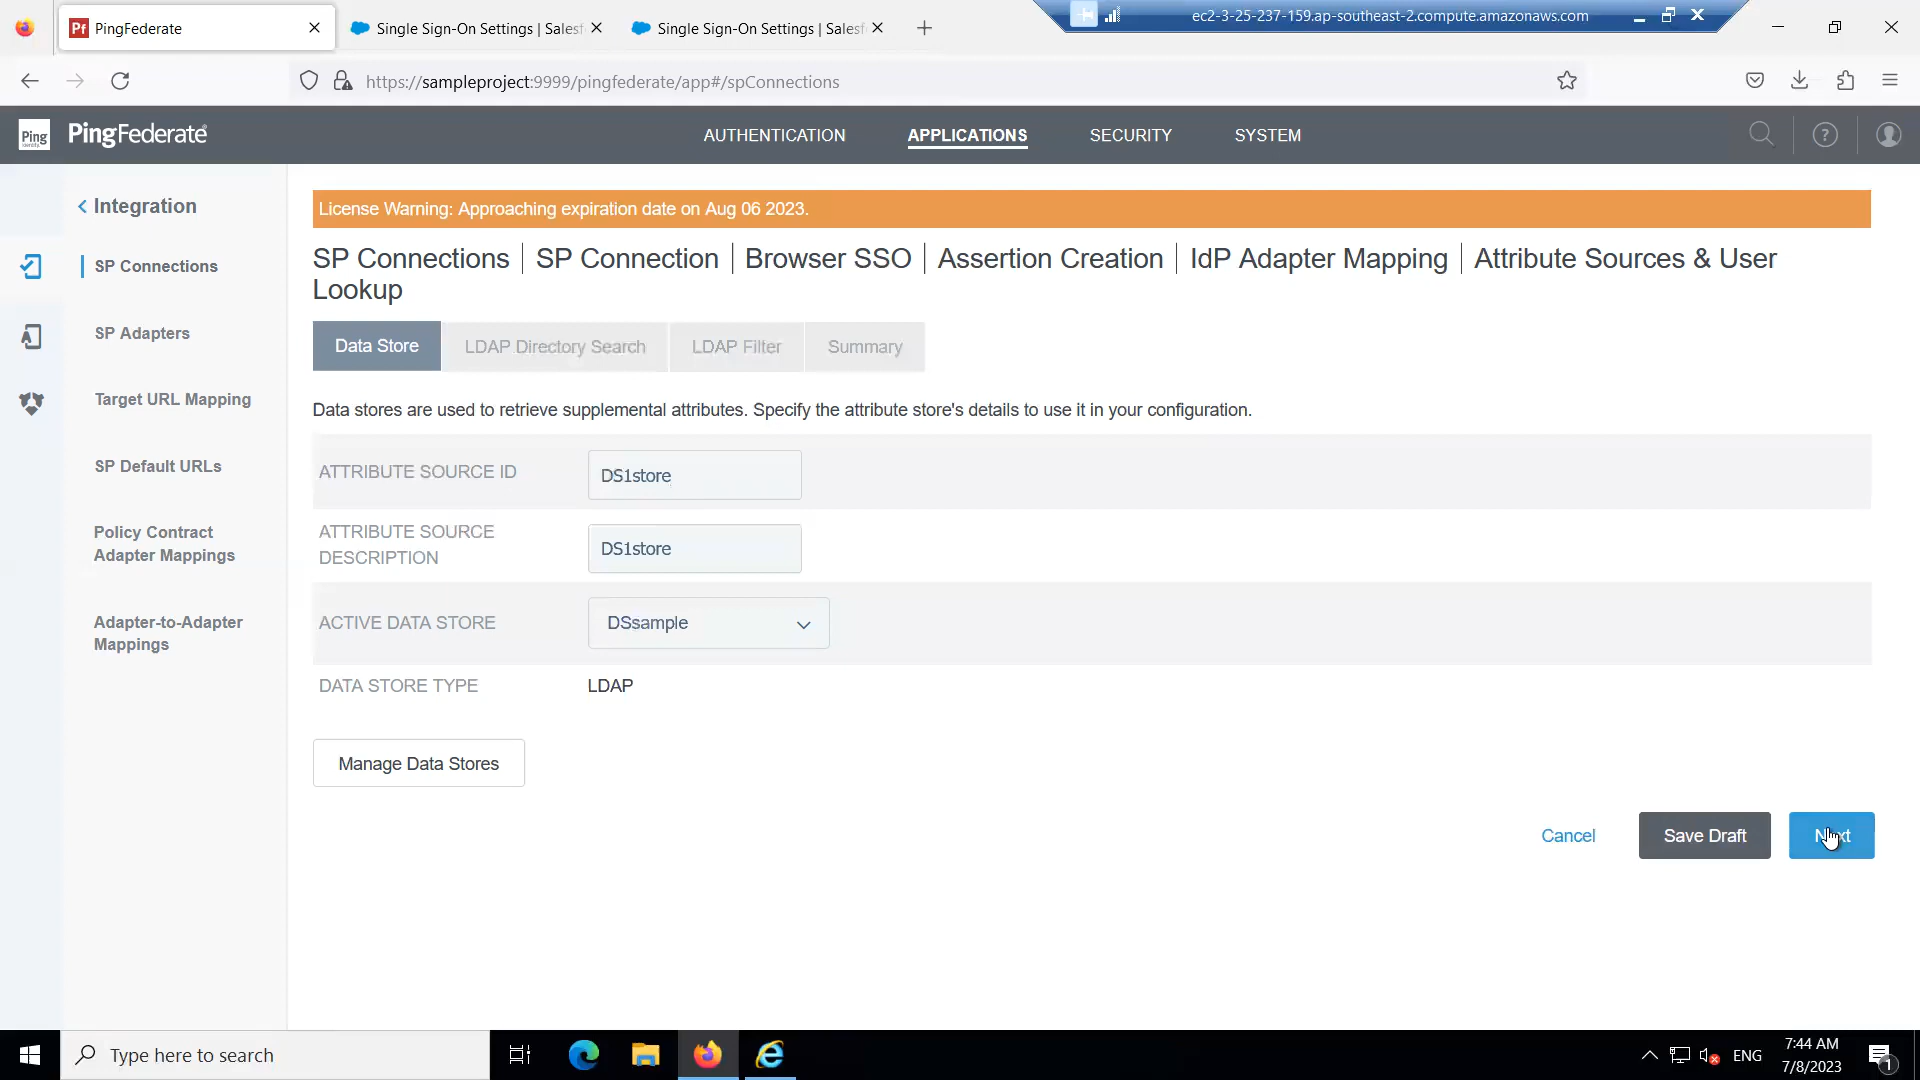 PingFederate
Single Sign-On Settings | Salesf
Single Sign-On Settings | Salesf
ec2-3-25-237-159.ap-southeast-2.compute.amazonaws.com
https://sampleproject:9999/pingfederate/app#/spConnections
Ping
Identity
PingFederate
AUTHENTICATION
APPLICATIONS
SECURITY
SYSTEM
Integration
SP Connections
SP Adapters
Target URL Mapping
SP Default URLs
Policy Contract
Adapter Mappings
Adapter-to-Adapter
Mappings
License Warning: Approaching expiration date on Aug 06 2023.
SP Connections | SP Connection | Browser SSO | Assertion Creation | IdP Adapter Mapping | Attribute Sources & User
Lookup
Data Store
LDAP Directory Search
LDAP Filter
Summary
Data stores are used to retrieve supplemental attributes. Specify the attribute store's details to use it in your configuration.
ATTRIBUTE SOURCE ID
DS1store
ATTRIBUTE SOURCE
DESCRIPTION
DS1store
ACTIVE DATA STORE
DSsample
DATA STORE TYPE
LDAP
Manage Data Stores
Cancel
Save Draft
Next
Type here to search
ENG
7:44 AM
7/8/2023
1